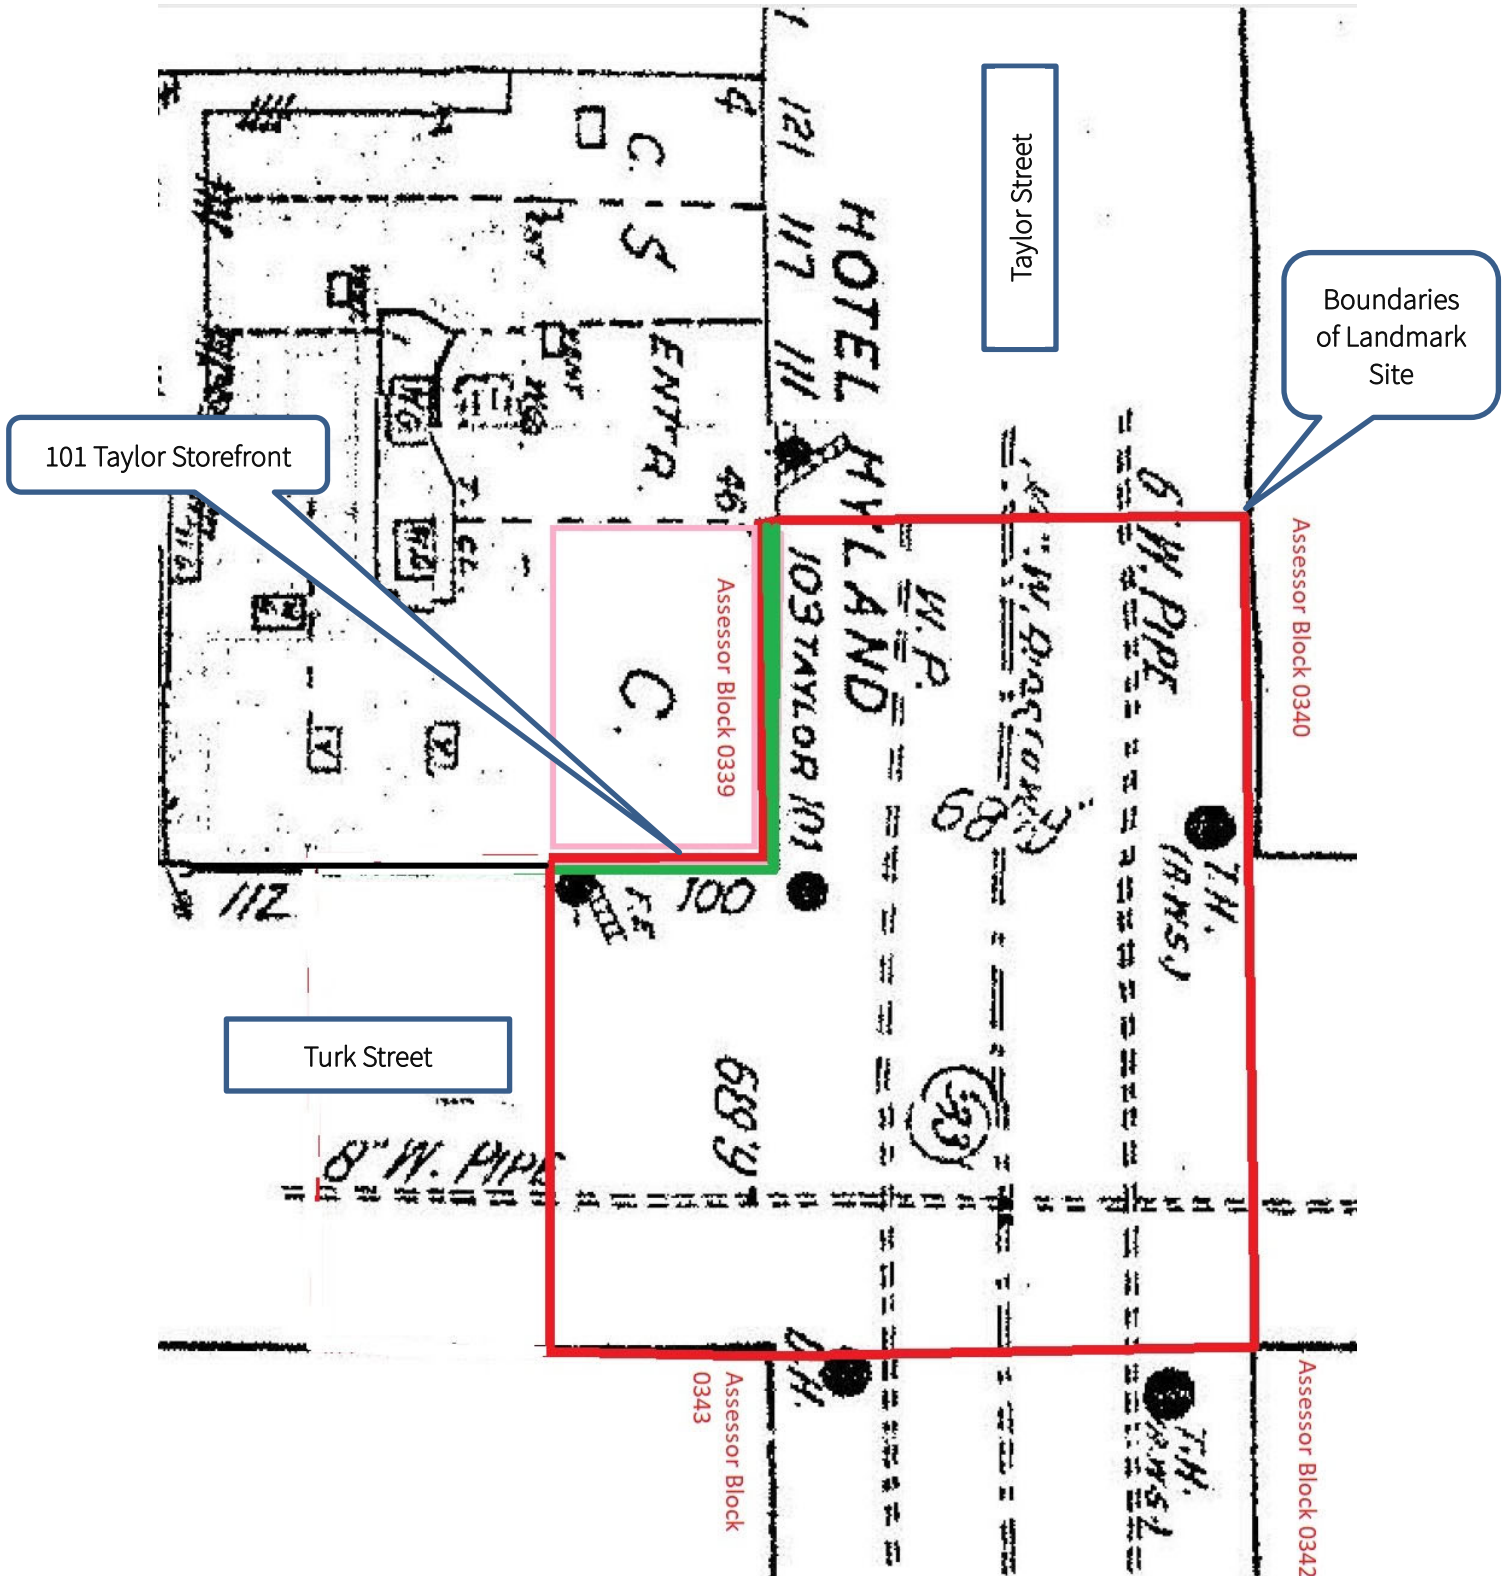 Taylor Street
Boundaries
of Landmark
Site
101 Taylor Storefront
Turk Street
Assessor Block 0339
Assessor Block 0340
Assessor Block
0343
Assessor Block 0342
HOTEL HYLAND
121
117
111
103 TAYLOR 101
C.
S
ENTR.
46
C.
W.P.
6" W. PIPE
68
T.H.
100
F.E.
112
68'9
8" W. PIPE
T.H.